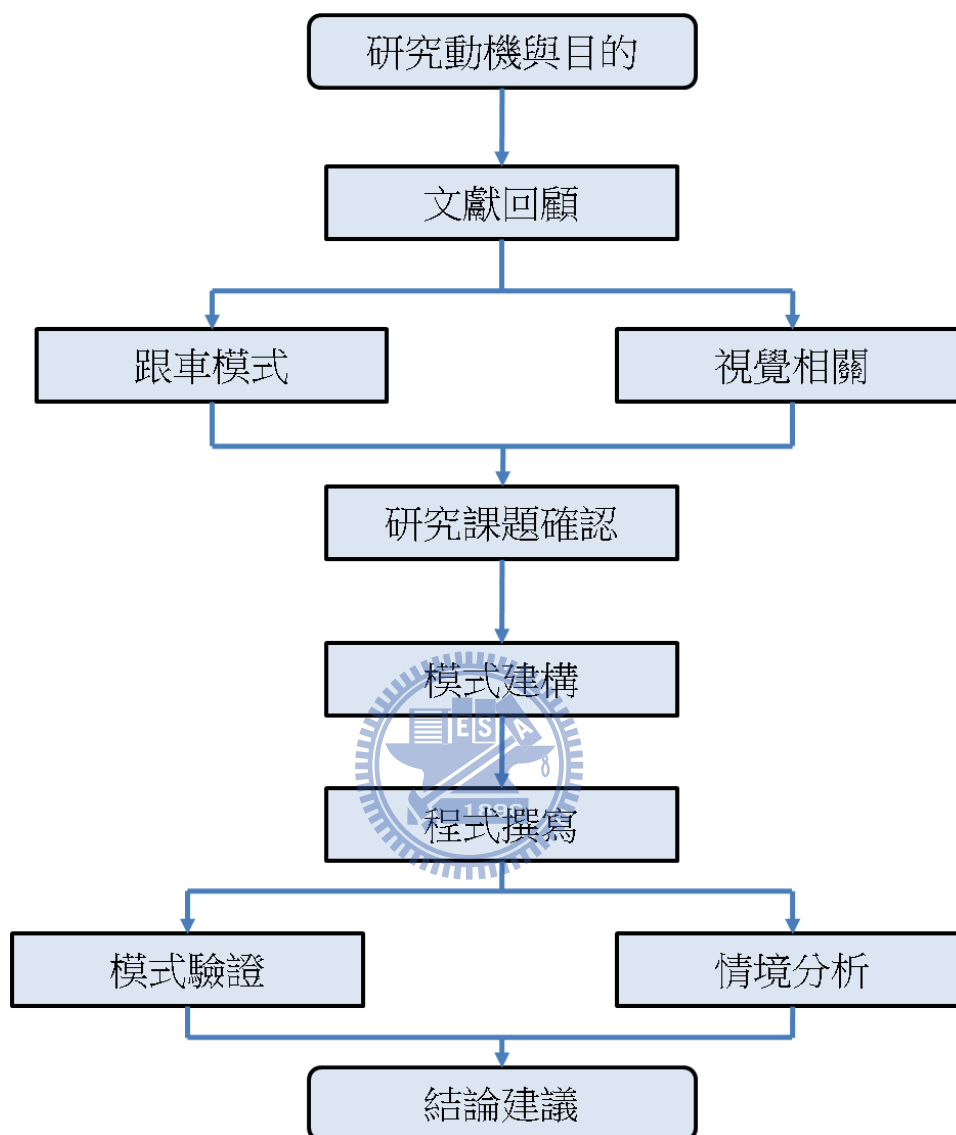 研究動機與目的
文獻回顧
跟車模式
視覺相關
研究課題確認
模式建構
ESA
1896
程式撰寫
模式驗證
情境分析
結論建議